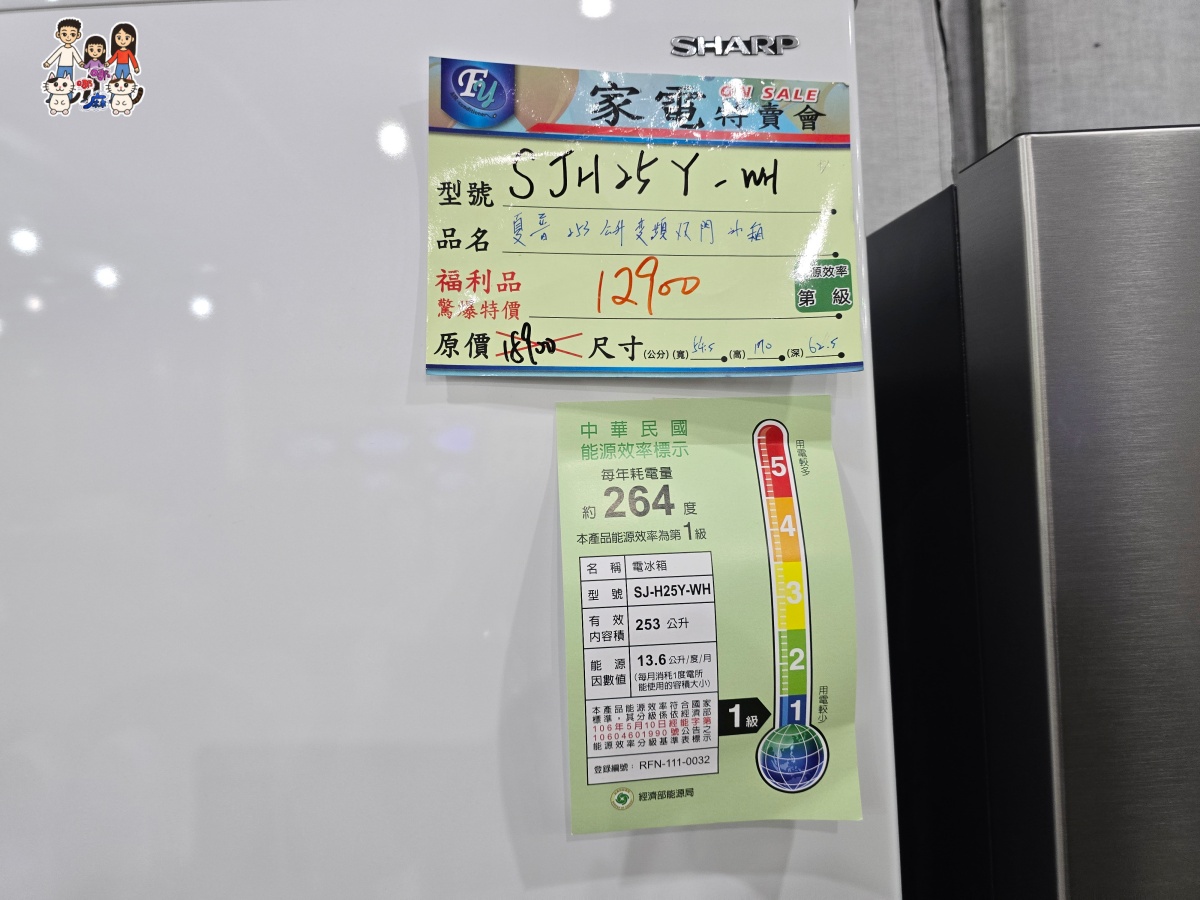 SHARP
Fy 家電 ON SALE 特賣會
型號 SJH25Y-WH
品名 夏普 253 公升變頻双門冰箱
福利品
驚爆特價 12900
源效率
第 級
原價 18900 尺寸(公分)(寬)54.5 (高)170 (深)62.5
中華民國
能源效率標示
每年耗電量
約 264 度
本產品能源效率為第1級
名稱 電冰箱
型號 SJ-H25Y-WH
有效內容積 253 公升
能源因數值 13.6 公升/度/月
(每月消耗1度電所
能使用的容積大小)
本產品能源效率符合國家
標準，其分級係依經濟部
106年5月10日經能字第
10604601990號公告之
能源效率分級基準表標示
登錄編號：RFN-111-0032
經濟部能源局
用電較多
5
4
3
2
1
用電較少
1級